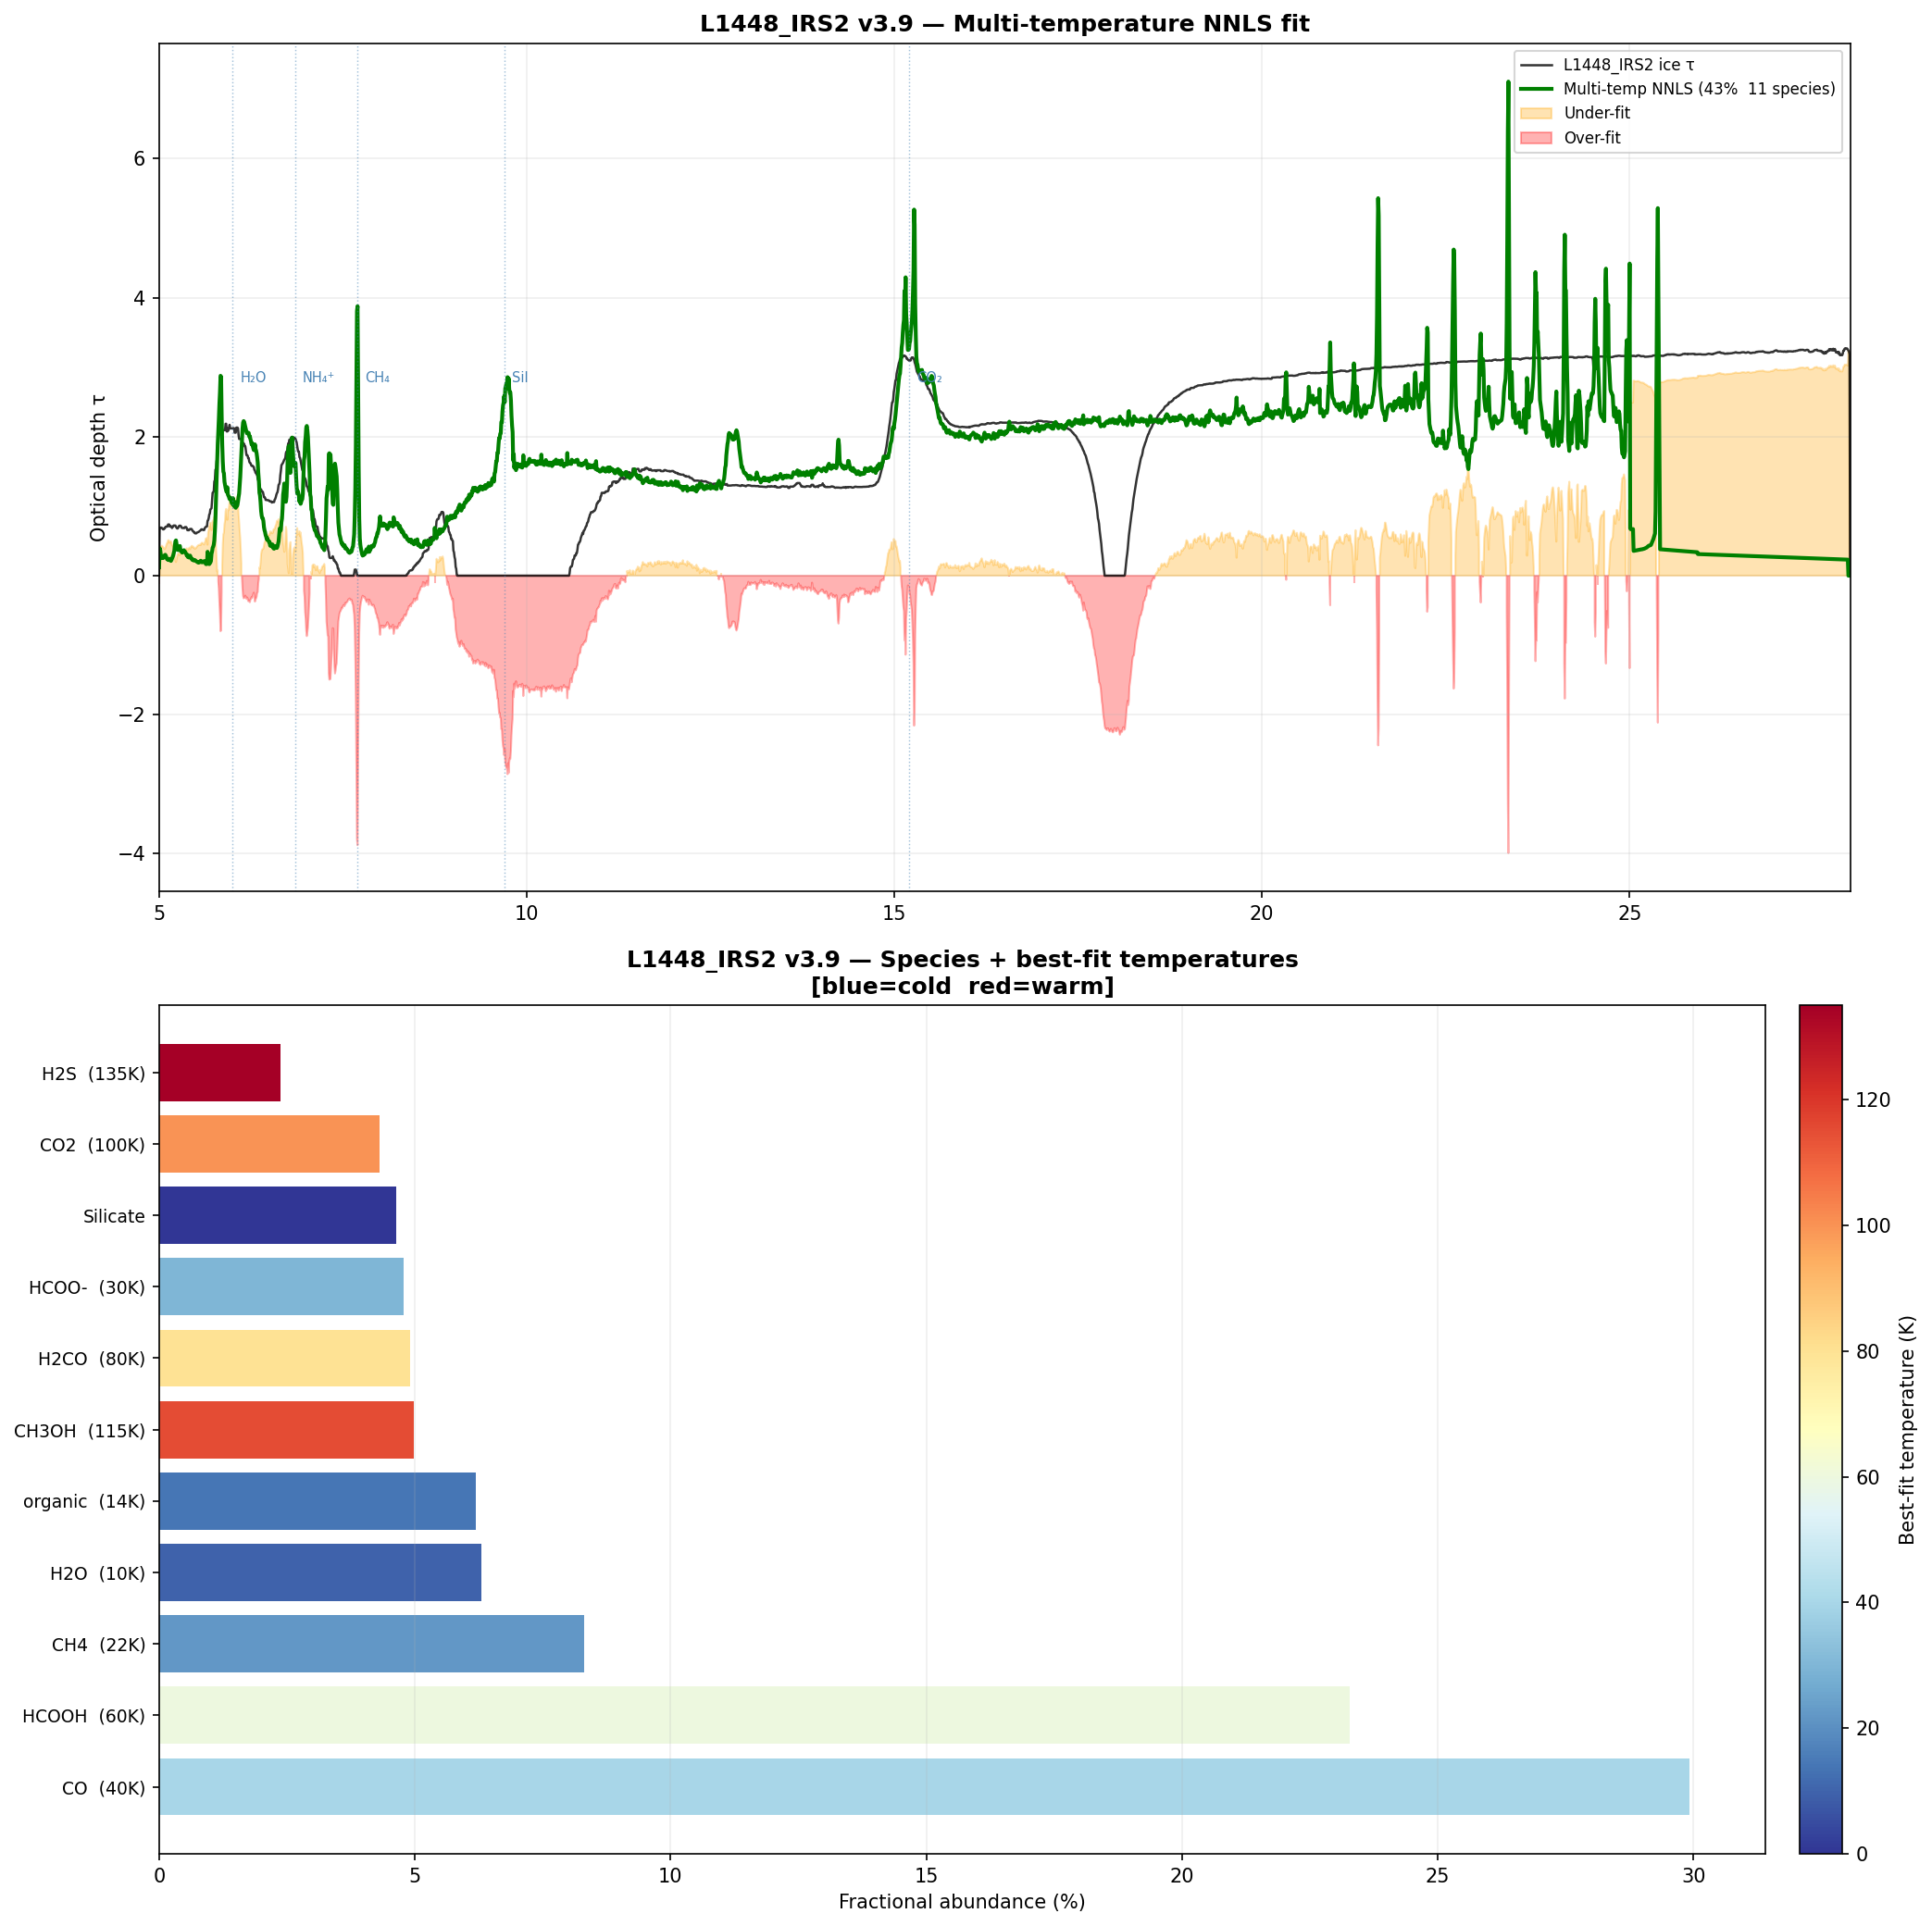 L1448_IRS2 v3.9 — Multi-temperature NNLS fit
L1448_IRS2 ice τ
Multi-temp NNLS (43%  11 species)
Under-fit
Over-fit
Optical depth τ
6
4
2
0
−2
−4
H₂O
NH₄⁺
CH₄
Sil
5
10
15
20
25
L1448_IRS2 v3.9 — Species + best-fit temperatures
[blue=cold  red=warm]
H2S  (135K)
CO2  (100K)
Silicate
HCOO-  (30K)
H2CO  (80K)
CH3OH  (115K)
organic  (14K)
H2O  (10K)
CH4  (22K)
HCOOH  (60K)
CO  (40K)
0
5
10
15
20
25
30
Fractional abundance (%)
120
100
80
60
40
20
0
Best-fit temperature (K)